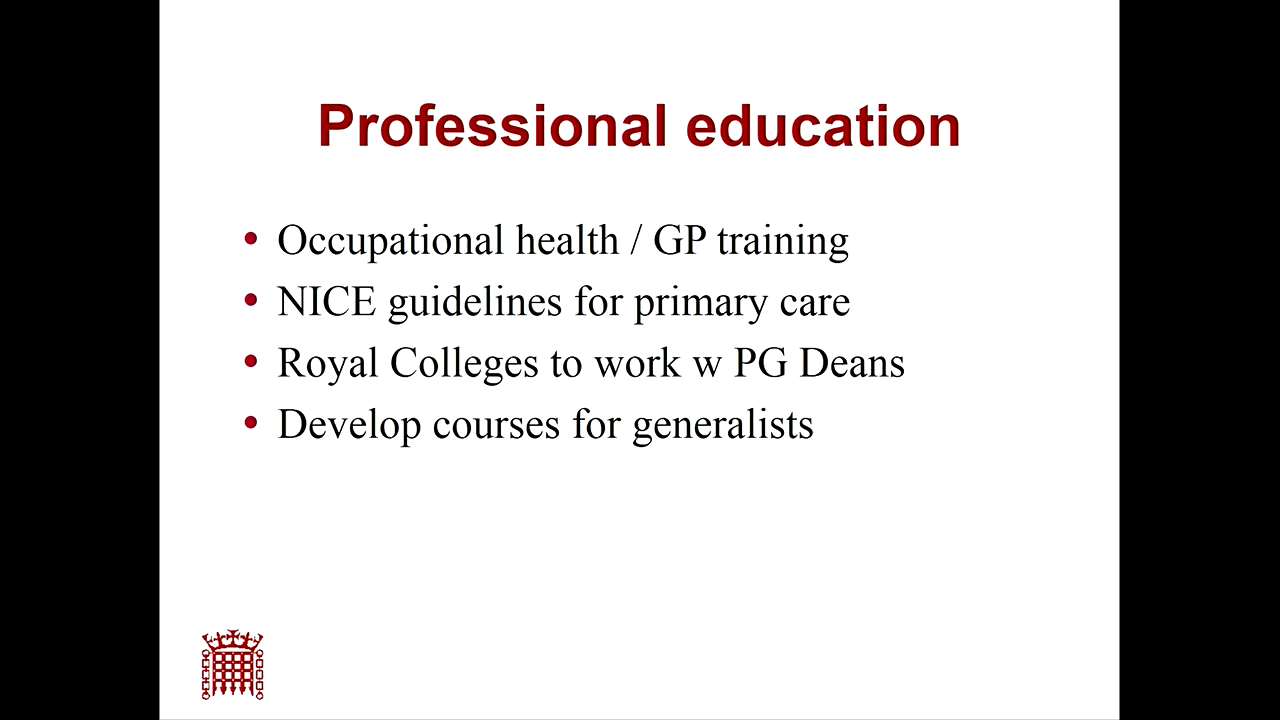 Professional education
• Occupational health / GP training
• NICE guidelines for primary care
• Royal Colleges to work w PG Deans
• Develop courses for generalists